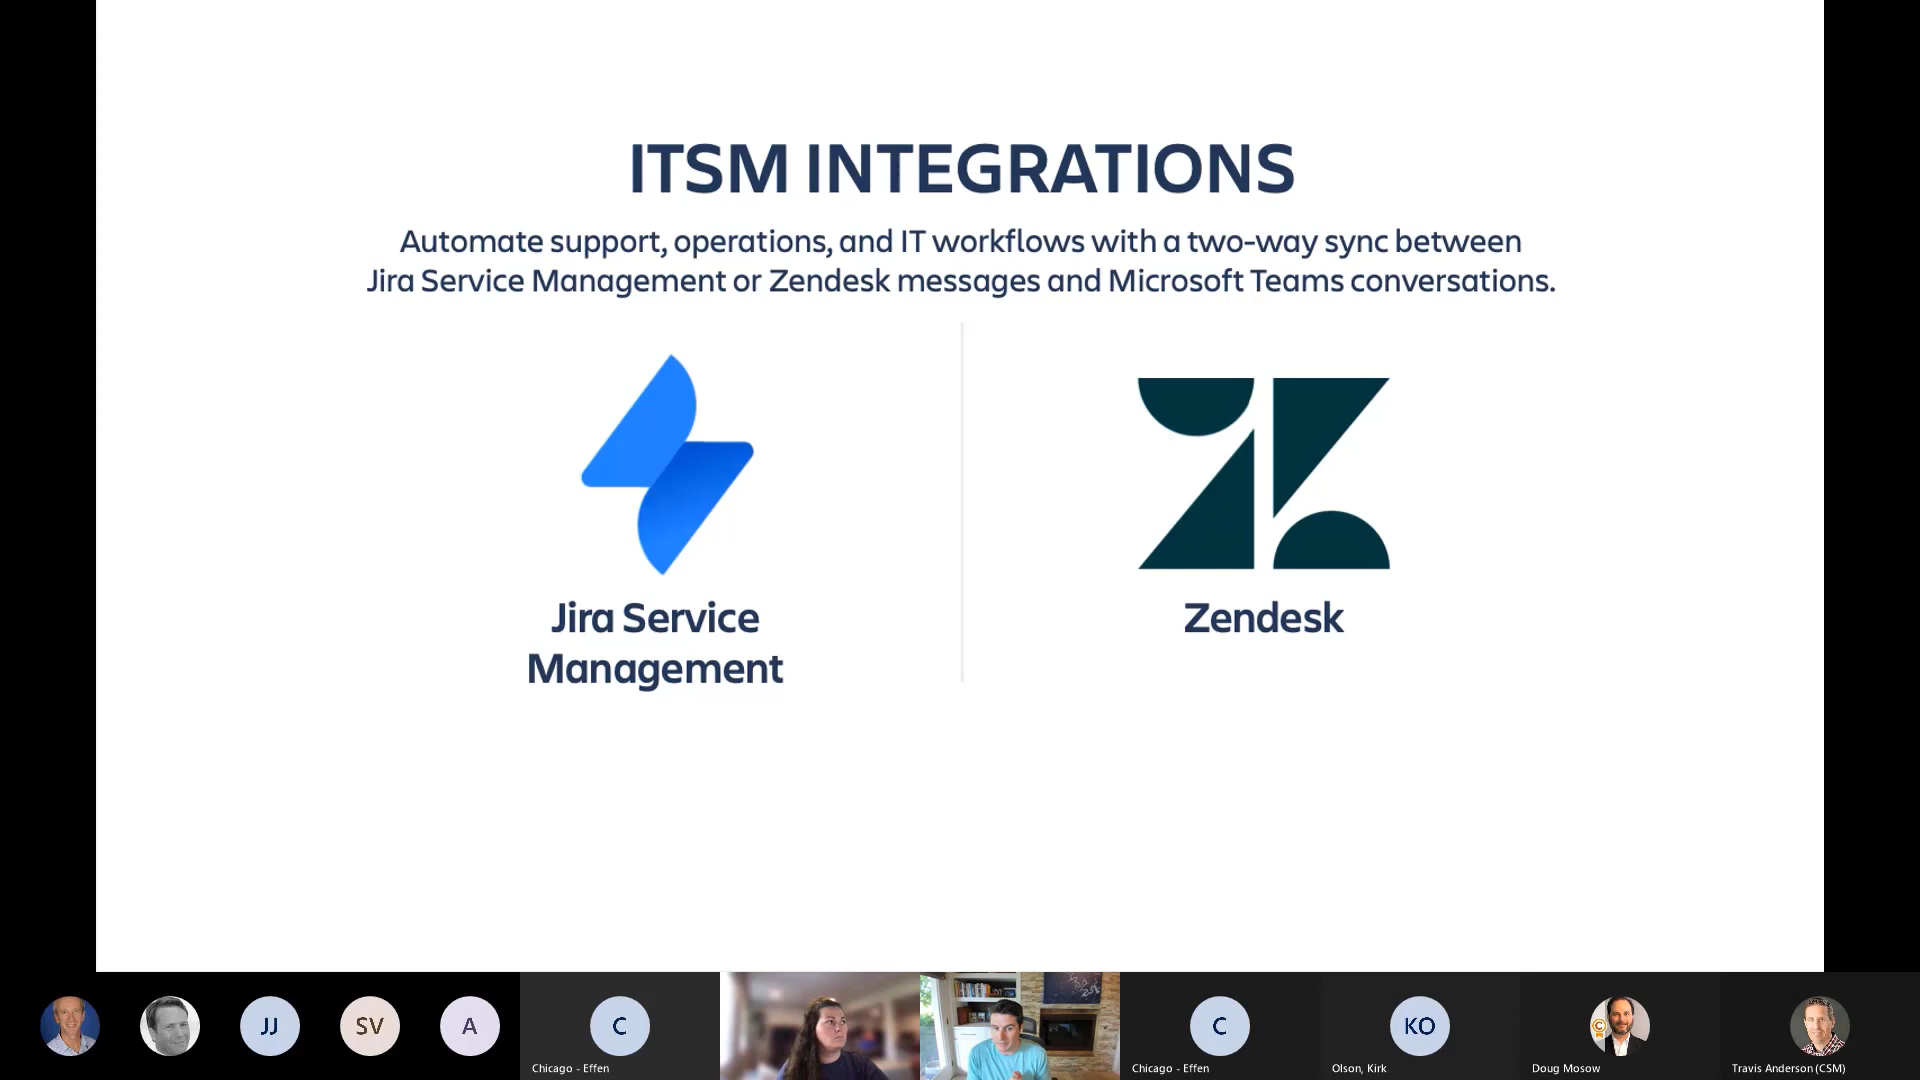 ITSM INTEGRATIONS
Automate support, operations, and IT workflows with a two-way sync between
Jira Service Management or Zendesk messages and Microsoft Teams conversations.
Jira Service
Management
Zendesk
JJ
SV
A
C
Chicago - Effen
C
Chicago - Effen
KO
Olson, Kirk
Doug Mosow
Travis Anderson (CSM)